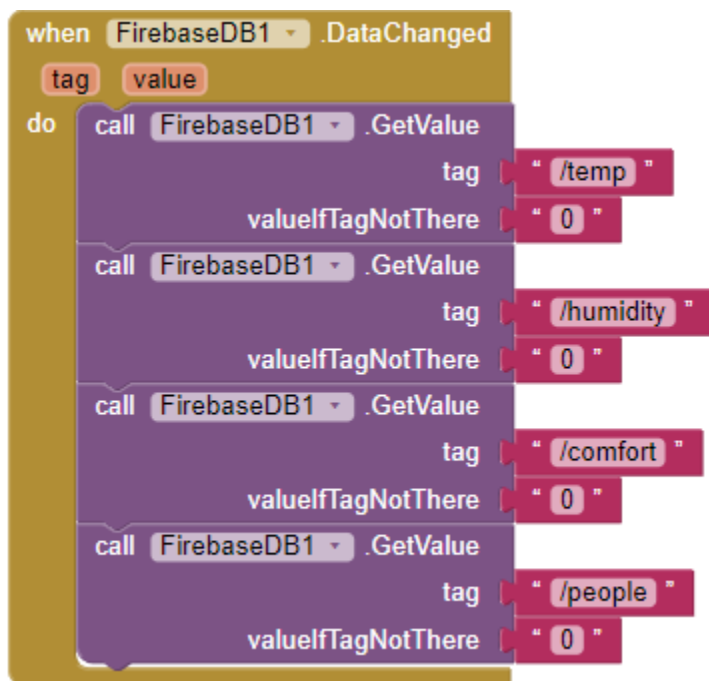 when FirebaseDB1 .DataChanged
tag value
do call FirebaseDB1 .GetValue
tag " /temp "
valueIfTagNotThere " 0 "
call FirebaseDB1 .GetValue
tag " /humidity "
valueIfTagNotThere " 0 "
call FirebaseDB1 .GetValue
tag " /comfort "
valueIfTagNotThere " 0 "
call FirebaseDB1 .GetValue
tag " /people "
valueIfTagNotThere " 0 "